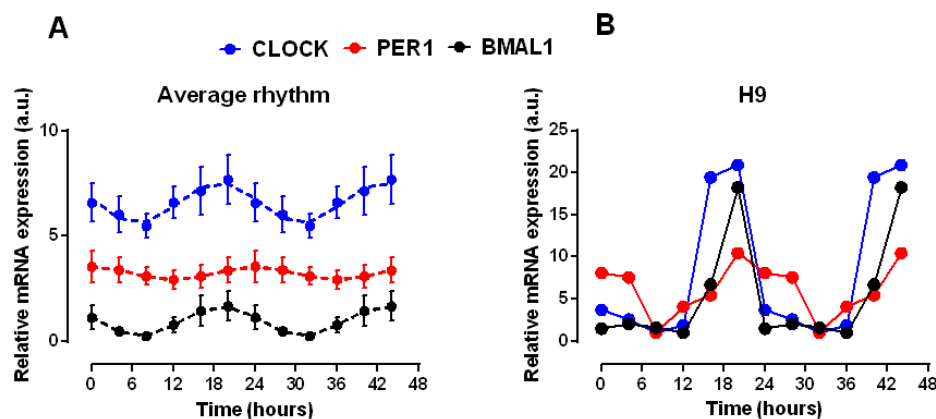 A
B
CLOCK PER1 BMAL1
Average rhythm
H9
Relative mRNA expression (a.u.)
10
5
0
0 6 12 18 24 30 36 42 48
Time (hours)
Relative mRNA expression (a.u.)
25
20
15
10
5
0
0 6 12 18 24 30 36 42 48
Time (hours)